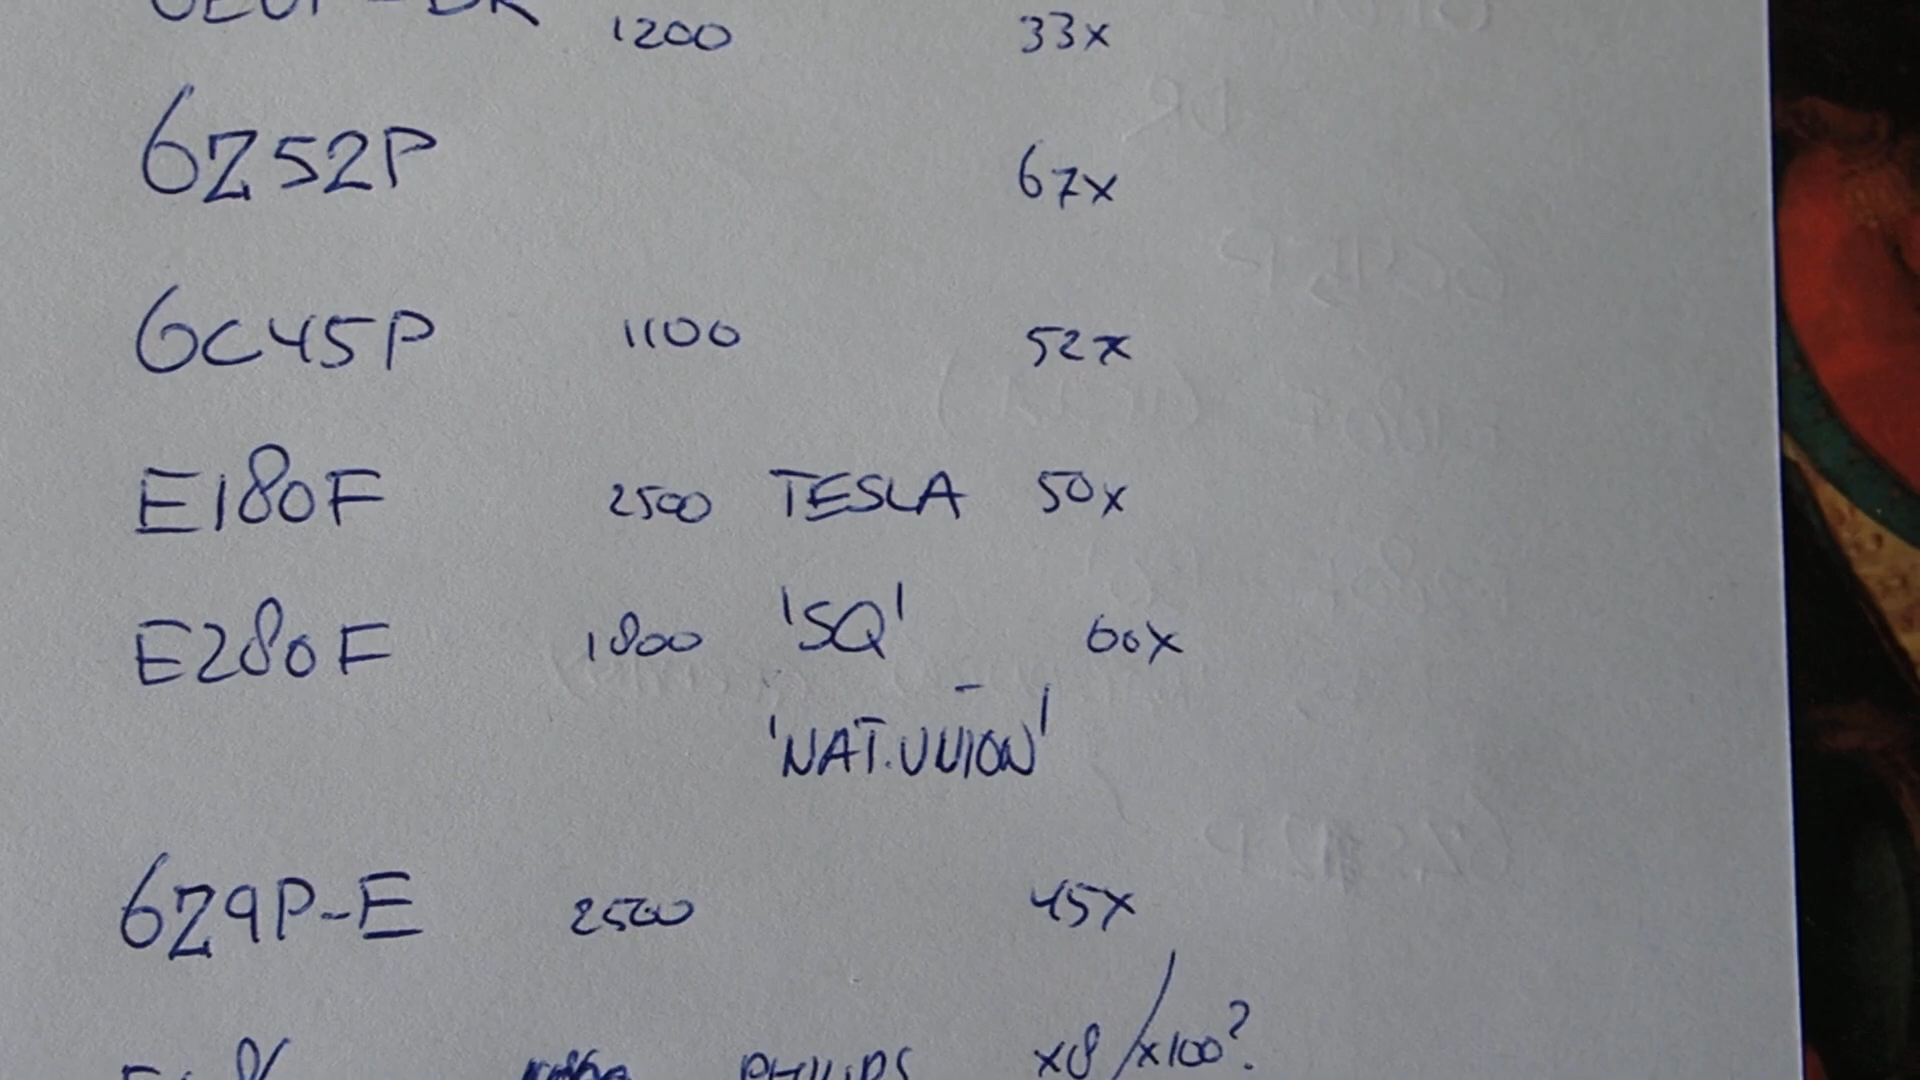 1200 33x
6Z52P 67x
6C45P 1100 52x
E180F 2500 TESLA 50x
E280F 1800 'SQ' 60x
- 'NAT.UNION'
6Z9P-E 2500 45x
PHILIPS x8/x100?